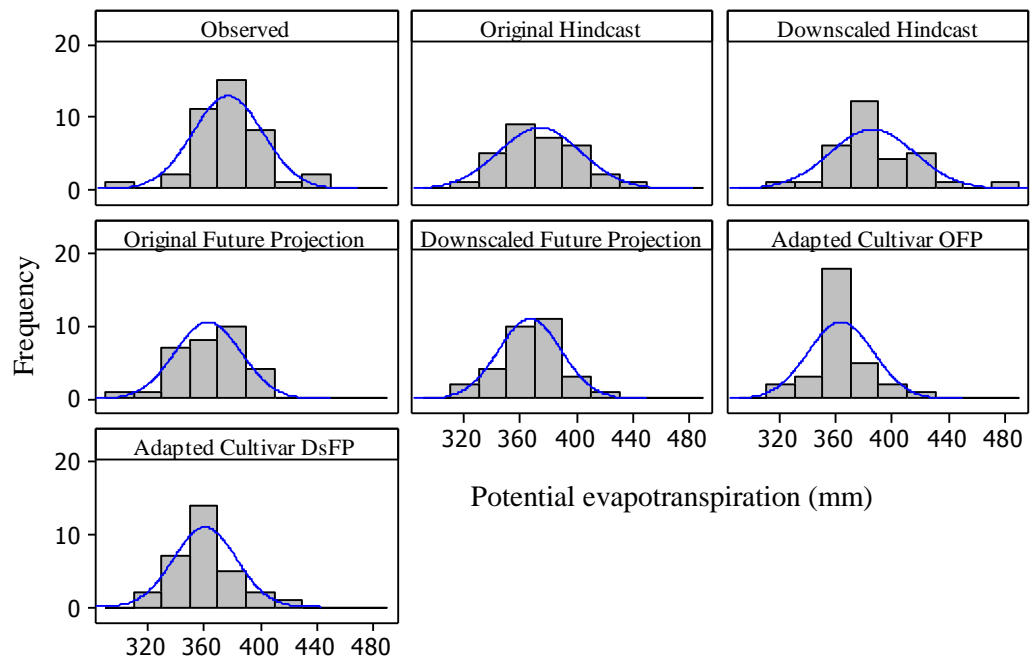 Observed
Original Hindcast
Downscaled Hindcast
20
10
0
Original Future Projection
Downscaled Future Projection
Adapted Cultivar OFP
20
10
0
Frequency
320 360 400 440 480
320 360 400 440 480
Adapted Cultivar DsFP
20
10
0
320 360 400 440 480
Potential evapotranspiration (mm)